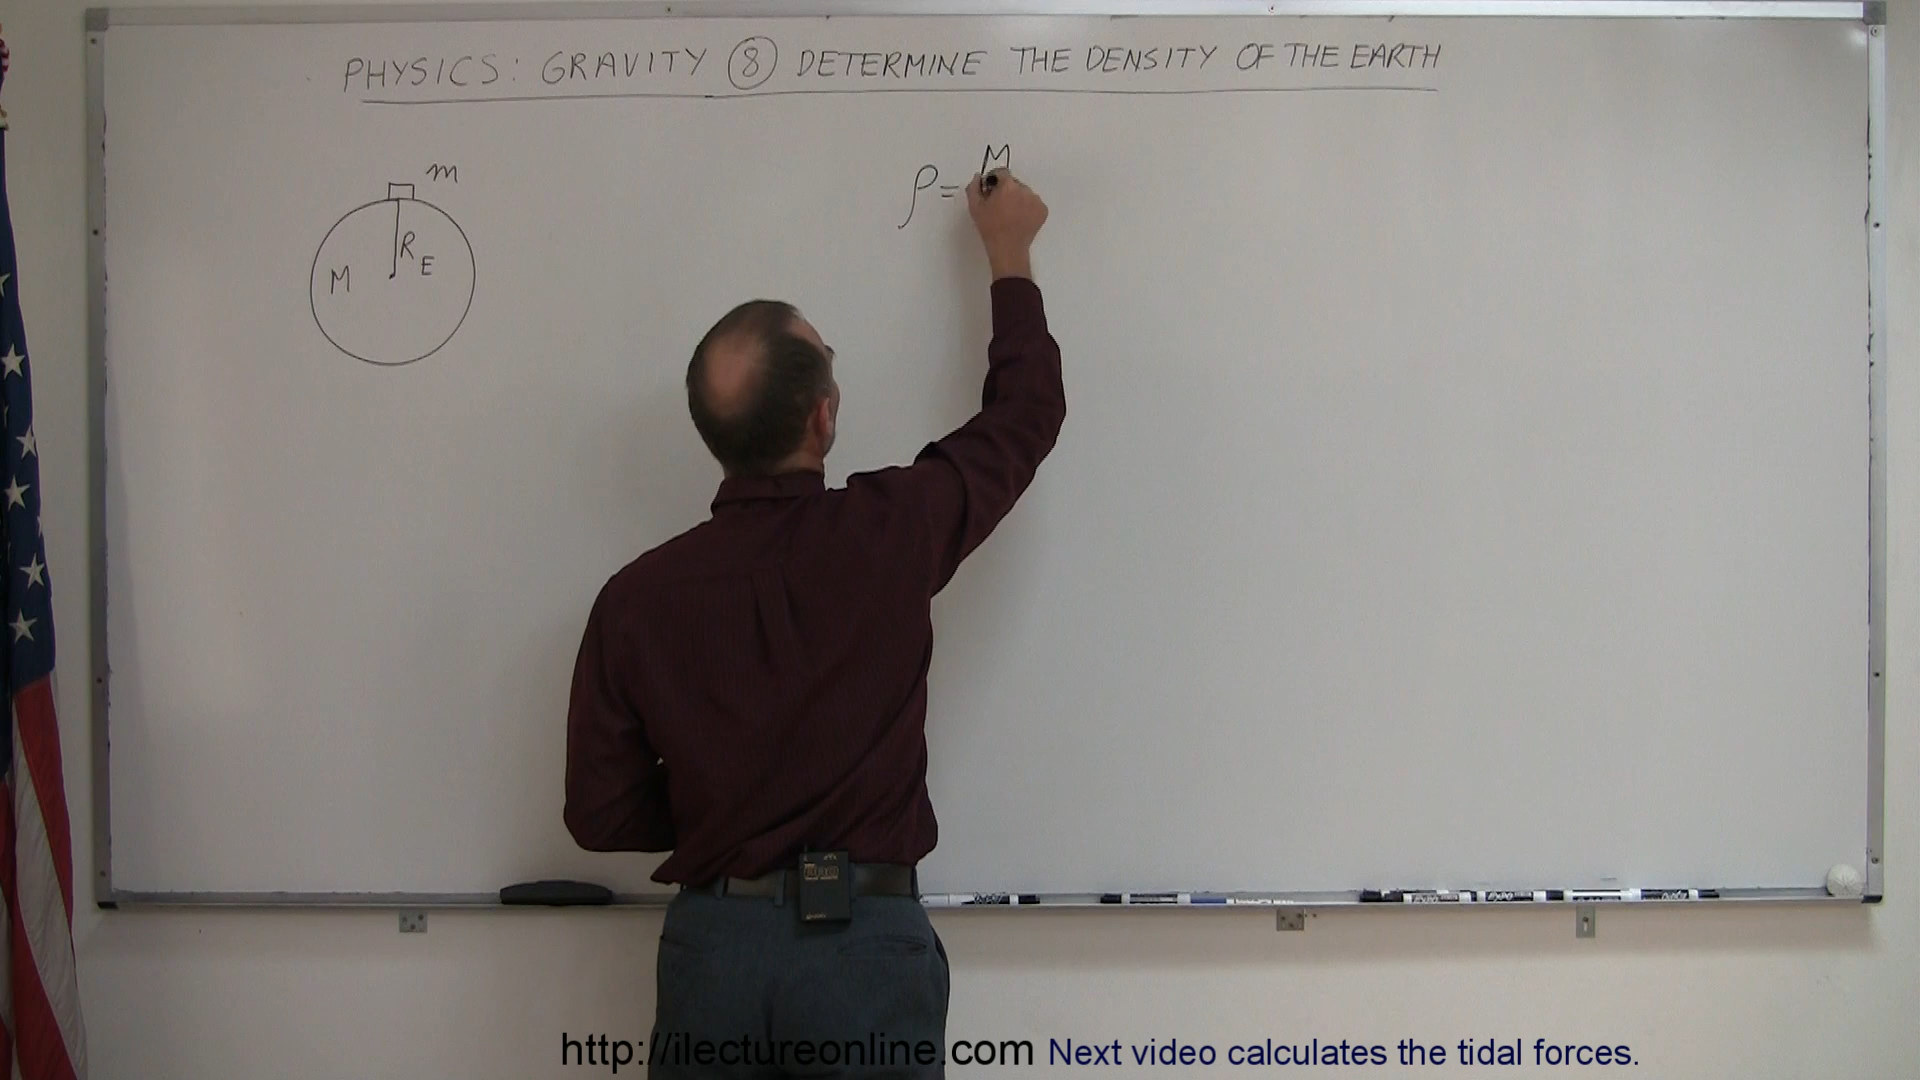 PHYSICS: GRAVITY 8 DETERMINE THE DENSITY OF THE EARTH
m
R E
M
ρ = M
http://ilectureonline.com Next video calculates the tidal forces.